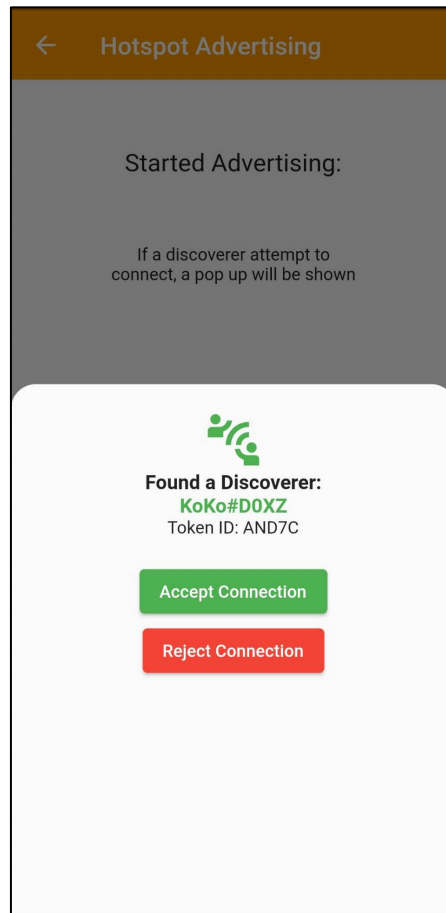 Hotspot Advertising
Started Advertising:
If a discoverer attempt to
connect, a pop up will be shown
Found a Discoverer:
KoKo#D0XZ
Token ID: AND7C
Accept Connection
Reject Connection